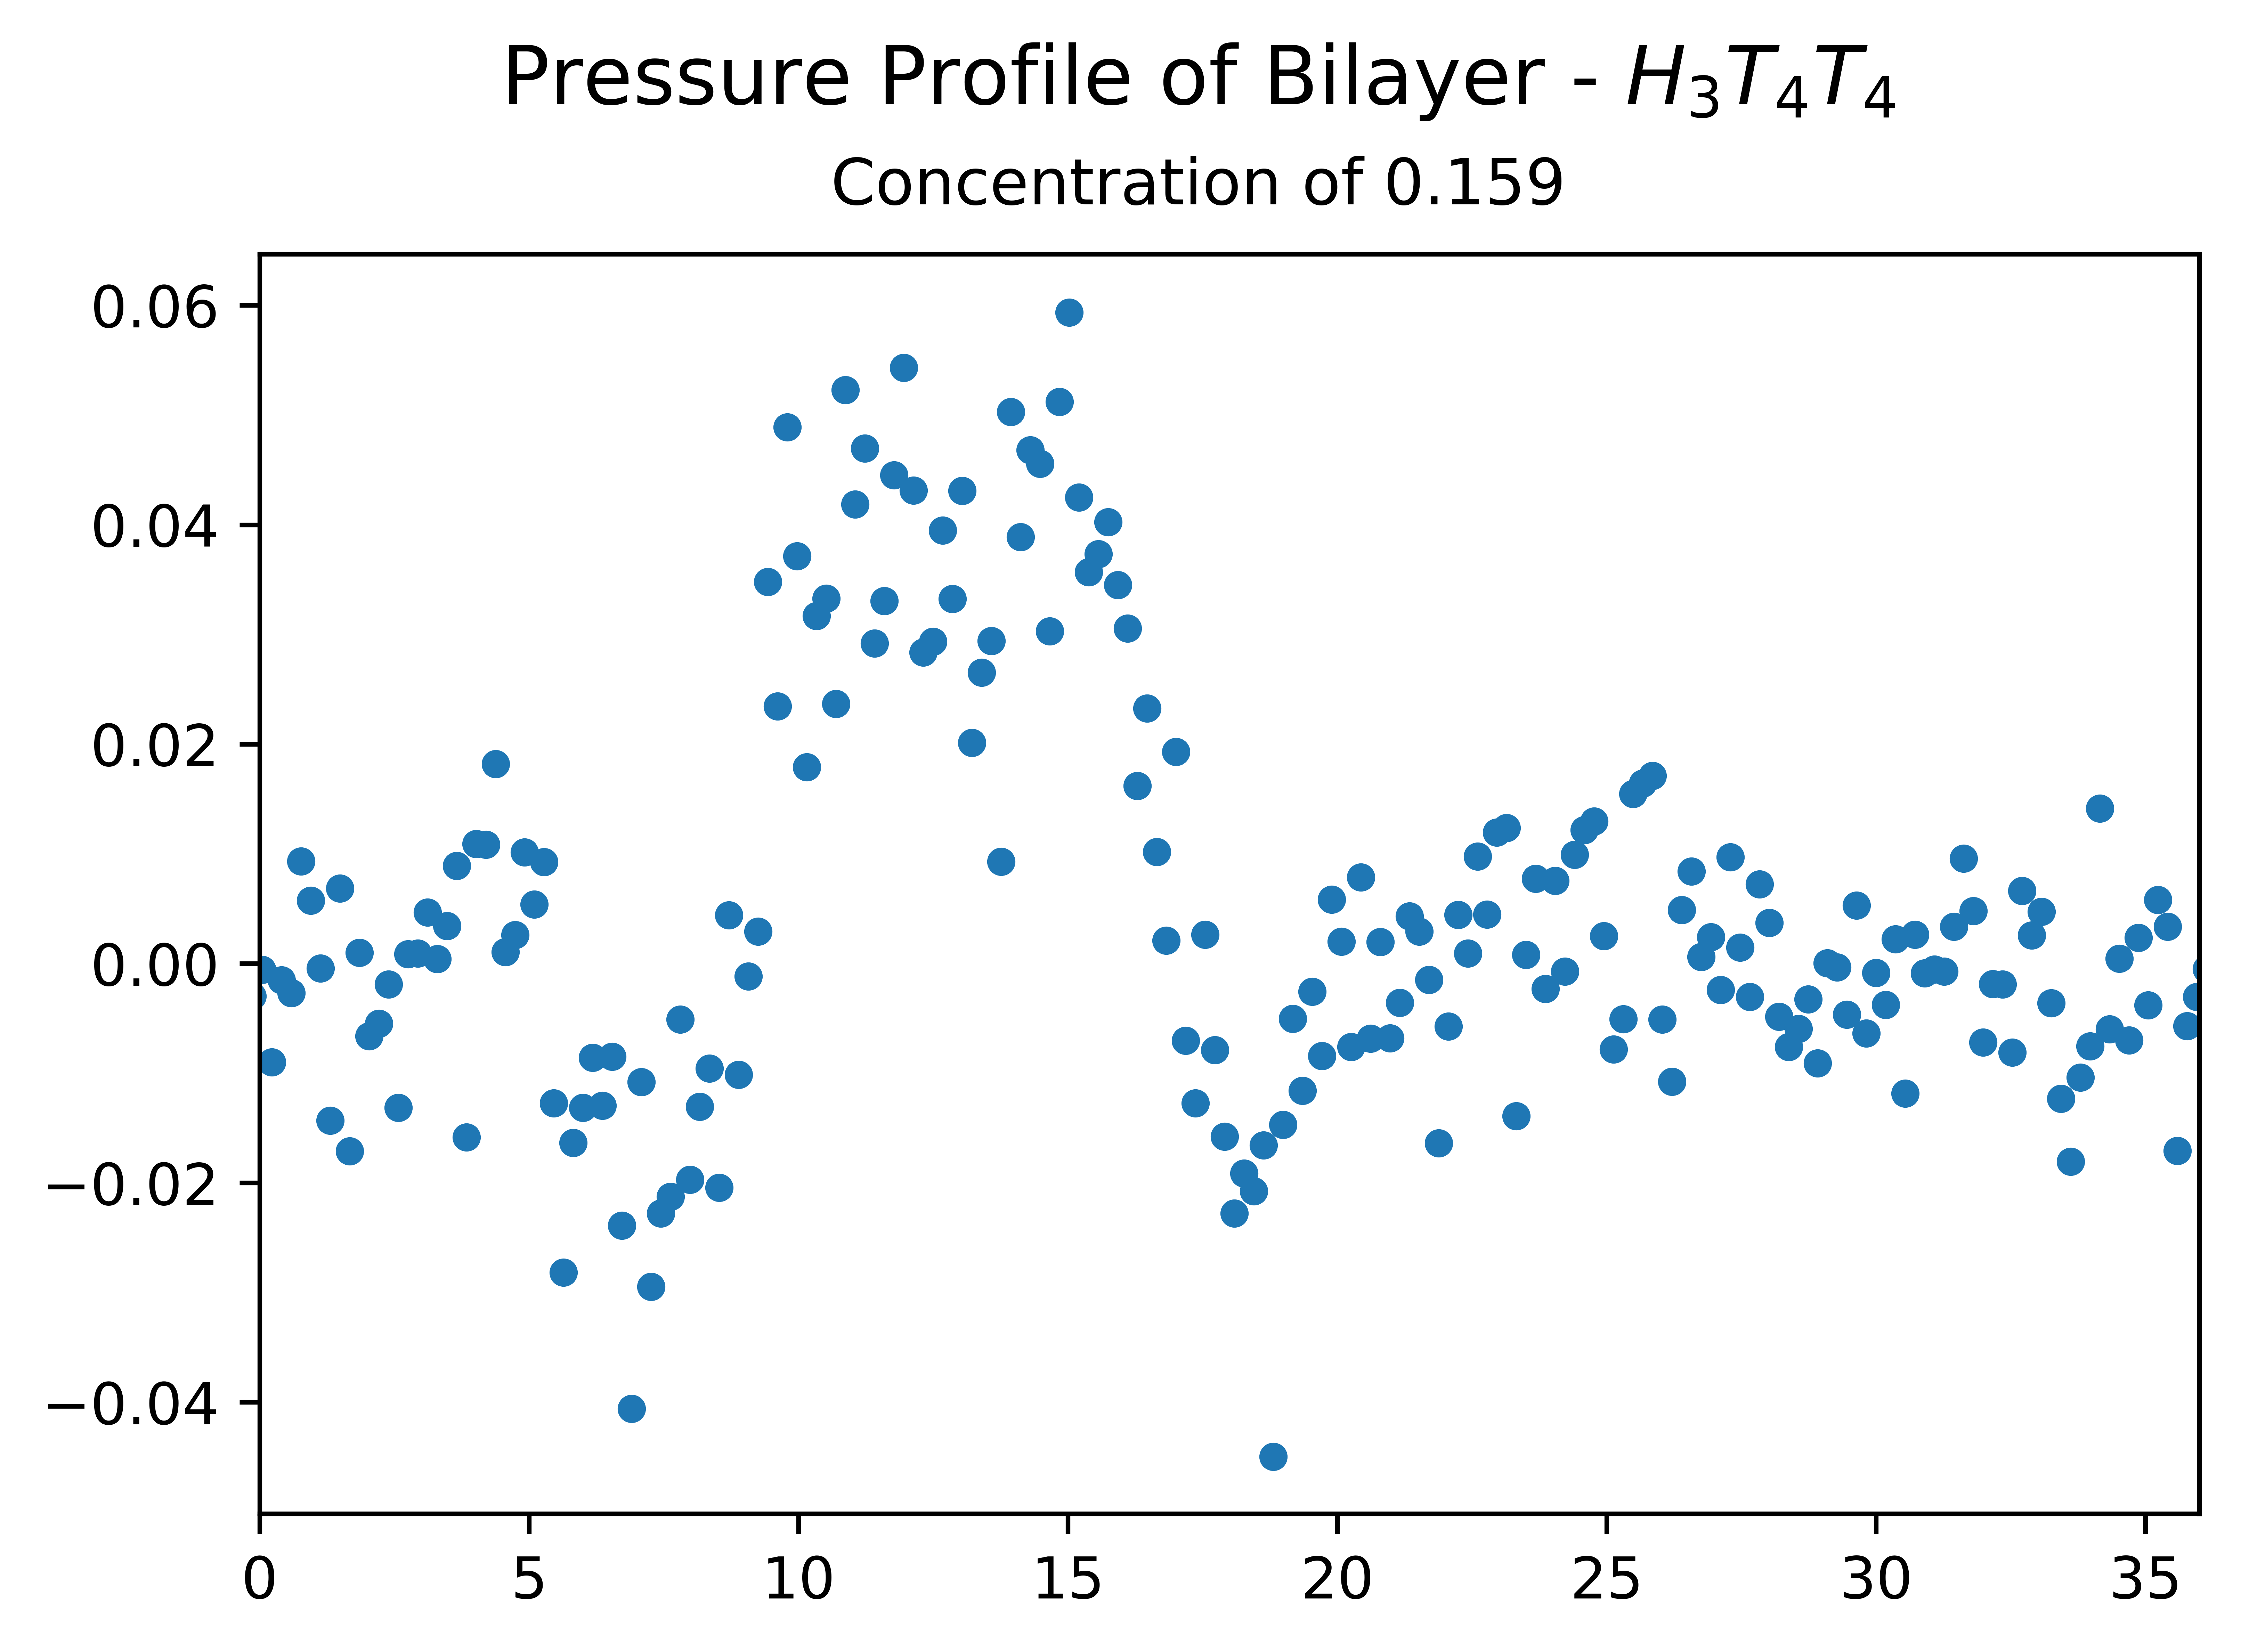 Pressure Profile of Bilayer - H₃T₄T₄
Concentration of 0.159
0.06
0.04
0.02
0.00
−0.02
−0.04
0 5 10 15 20 25 30 35